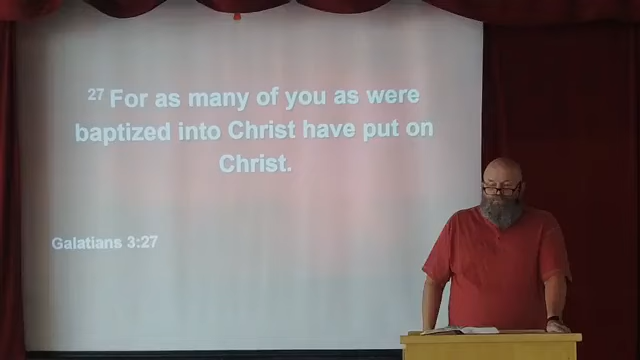 27 For as many of you as were
baptized into Christ have put on
Christ.
Galatians 3:27